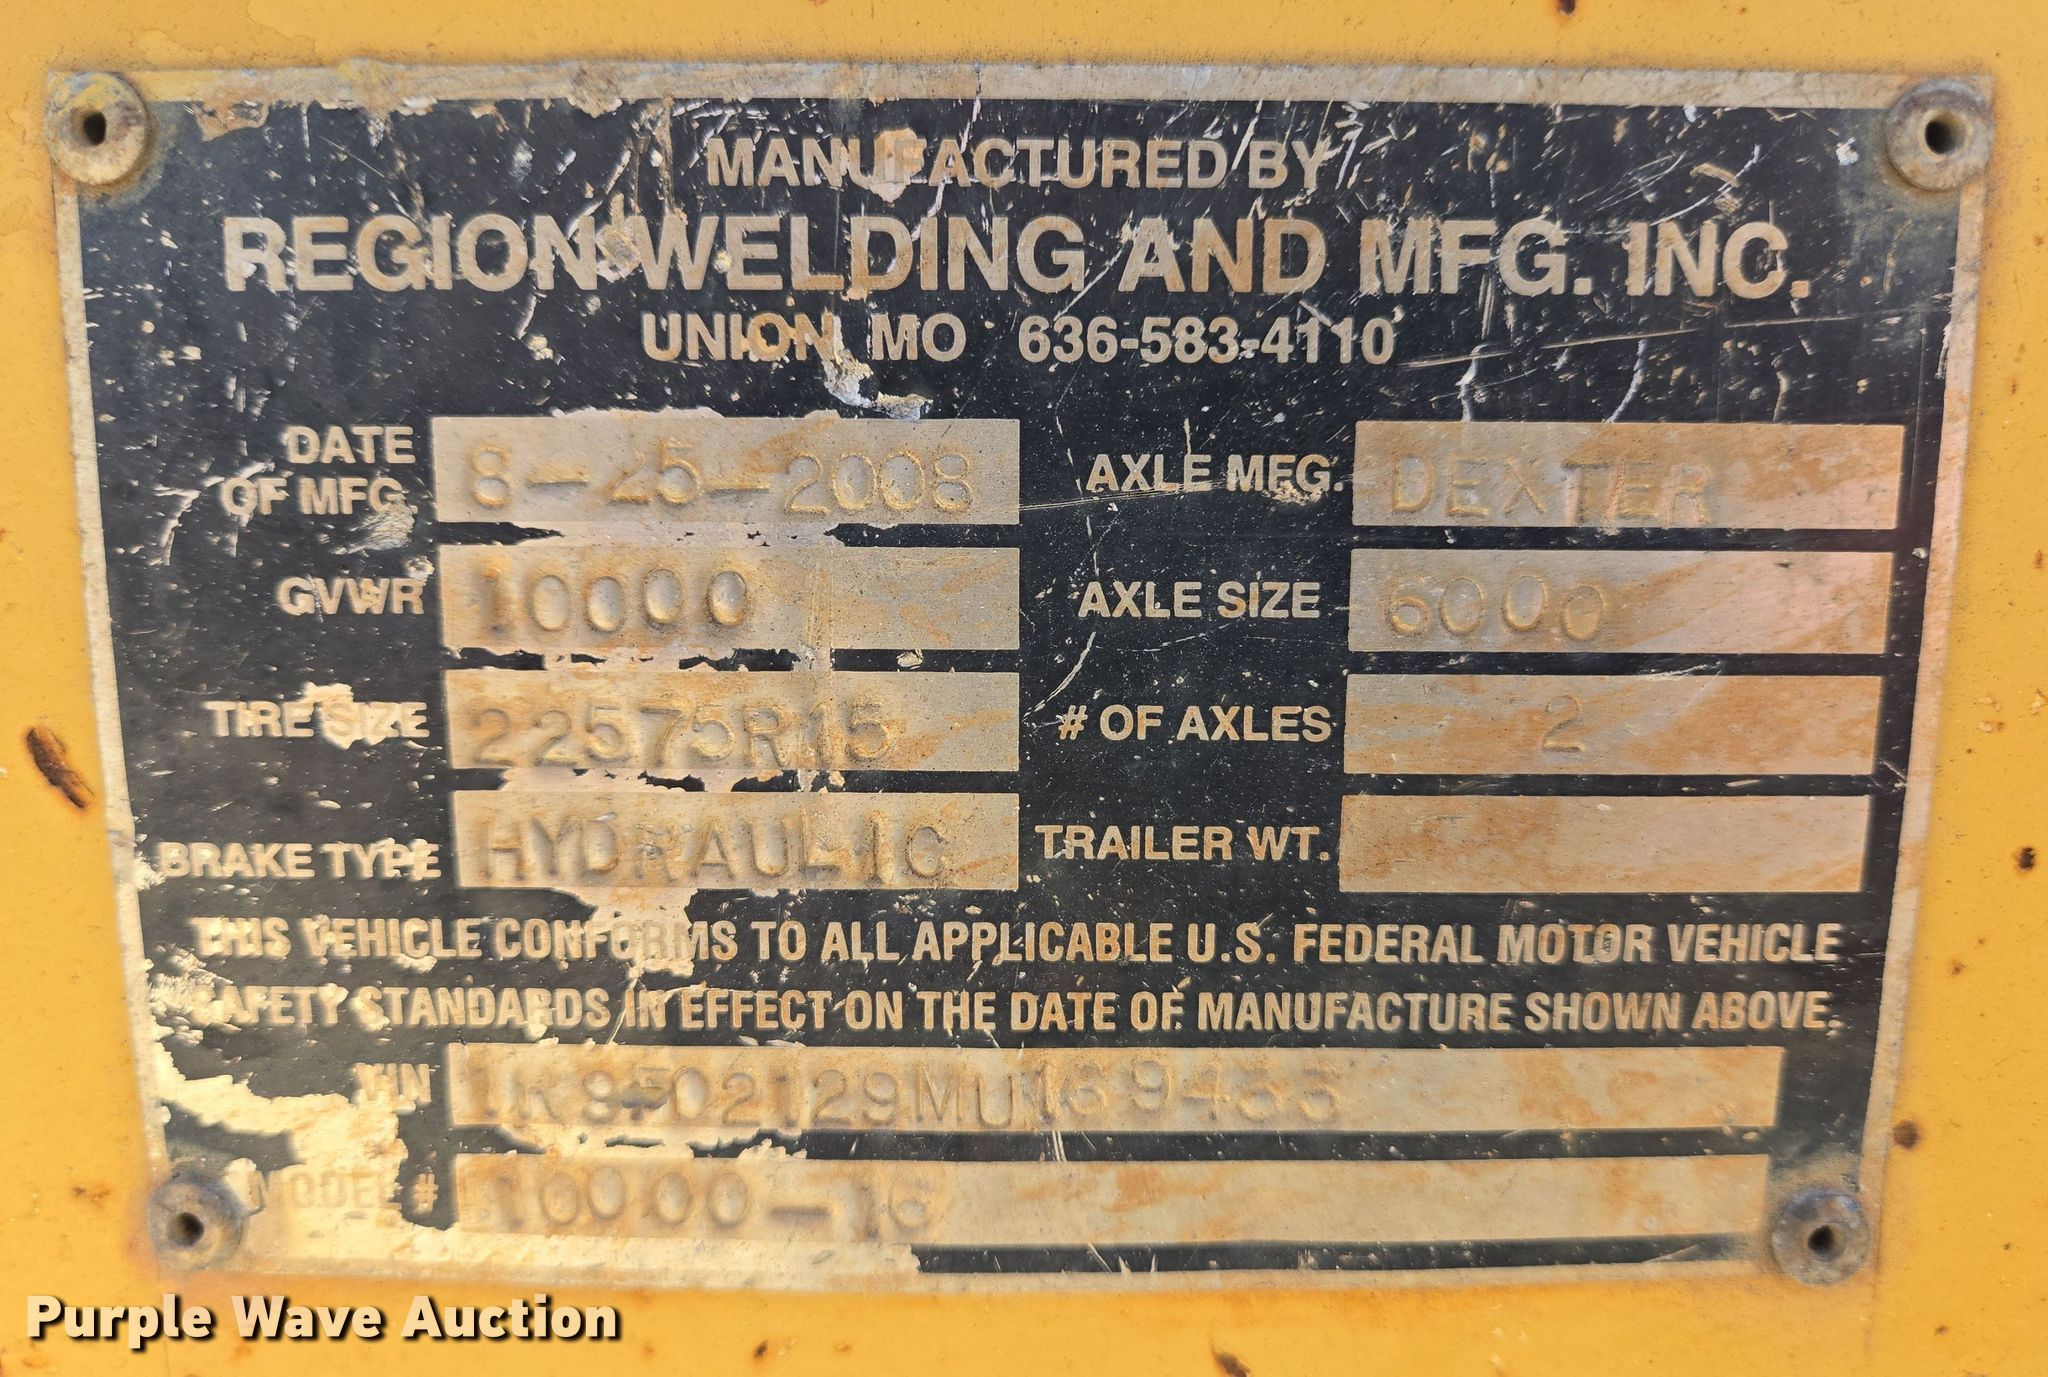 MANUFACTURED BY
REGION WELDING AND MFG. INC.
UNION, MO 636-583-4110
DATE OF MFG. 8-25-2008 AXLE MFG. DEXTER
GVWR 10000 AXLE SIZE 6000
TIRE SIZE 22575R15 # OF AXLES 2
BRAKE TYPE HYDRAULIC TRAILER WT.
THIS VEHICLE CONFORMS TO ALL APPLICABLE U.S. FEDERAL MOTOR VEHICLE
SAFETY STANDARDS IN EFFECT ON THE DATE OF MANUFACTURE SHOWN ABOVE.
VIN
MODEL # 10000-16
Purple Wave Auction